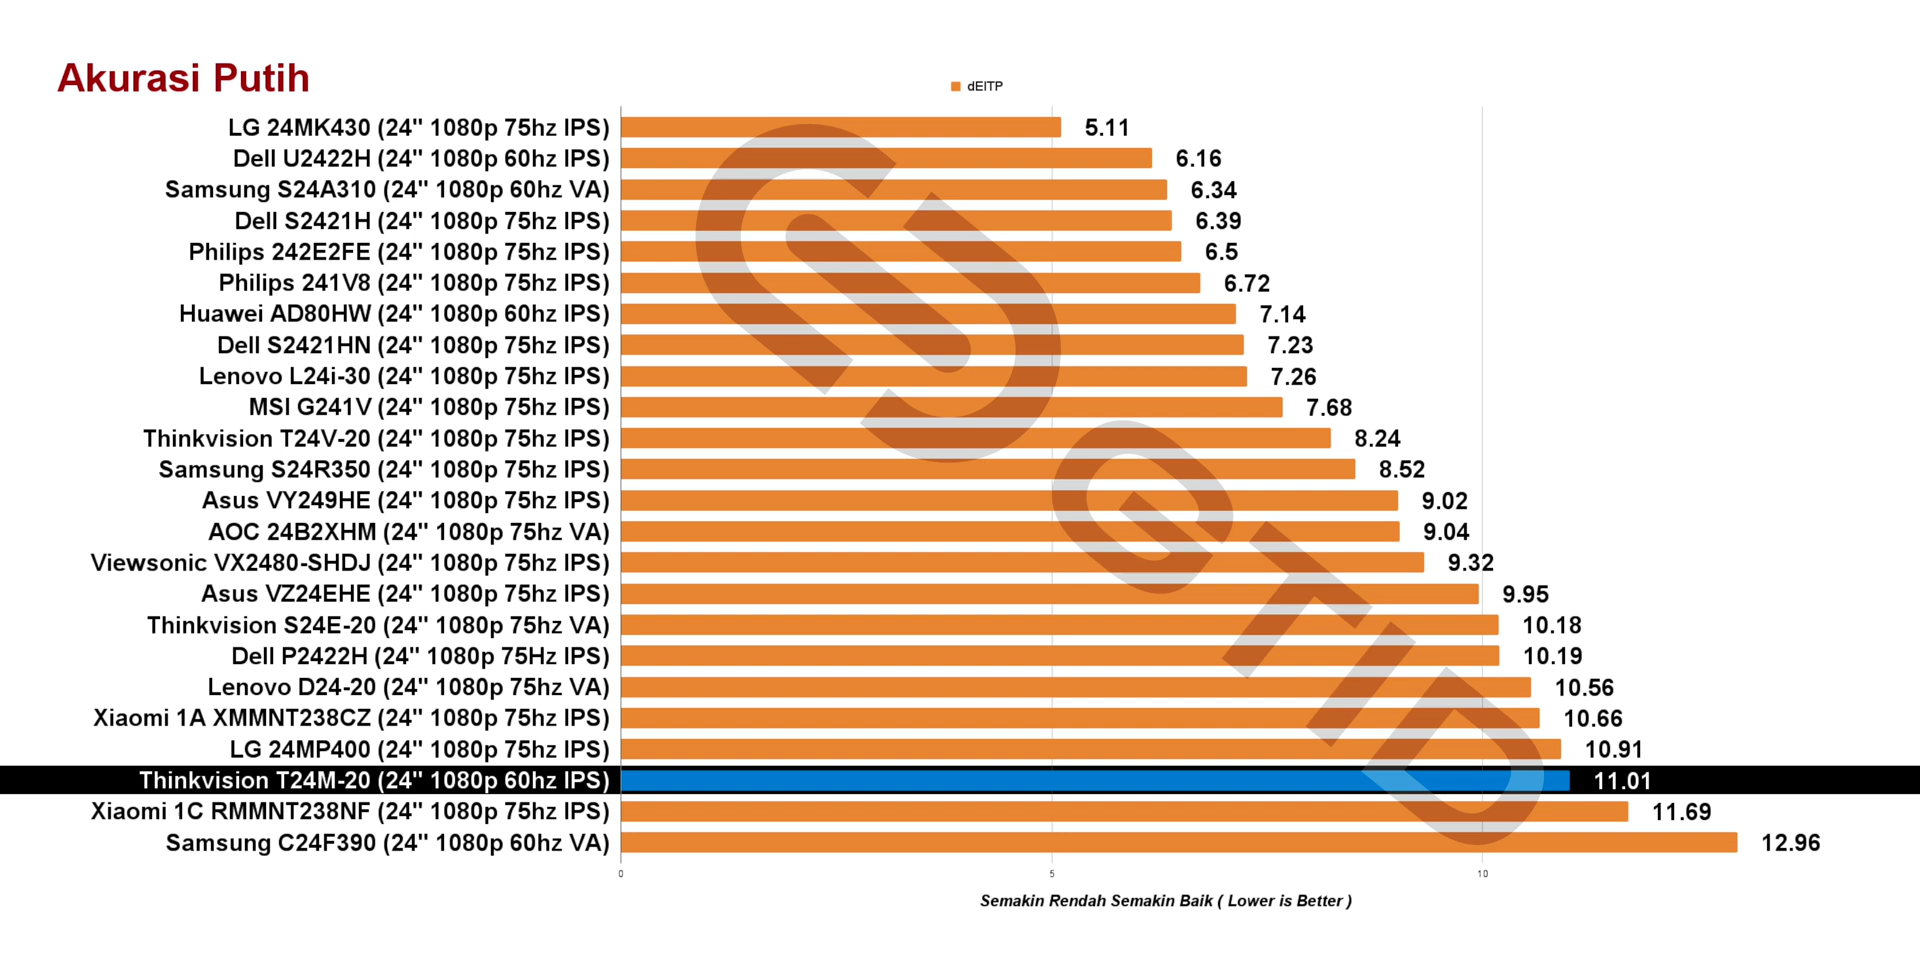 Akurasi Putih
dEITP
LG 24MK430 (24" 1080p 75hz IPS) 5.11
Dell U2422H (24" 1080p 60hz IPS) 6.16
Samsung S24A310 (24" 1080p 60hz VA) 6.34
Dell S2421H (24" 1080p 75hz IPS) 6.39
Philips 242E2FE (24" 1080p 75hz IPS) 6.5
Philips 241V8 (24" 1080p 75hz IPS) 6.72
Huawei AD80HW (24" 1080p 60hz IPS) 7.14
Dell S2421HN (24" 1080p 75hz IPS) 7.23
Lenovo L24i-30 (24" 1080p 75hz IPS) 7.26
MSI G241V (24" 1080p 75hz IPS) 7.68
Thinkvision T24V-20 (24" 1080p 75hz IPS) 8.24
Samsung S24R350 (24" 1080p 75hz IPS) 8.52
Asus VY249HE (24" 1080p 75hz IPS) 9.02
AOC 24B2XHM (24" 1080p 75hz VA) 9.04
Viewsonic VX2480-SHDJ (24" 1080p 75hz IPS) 9.32
Asus VZ24EHE (24" 1080p 75hz IPS) 9.95
Thinkvision S24E-20 (24" 1080p 75hz VA) 10.18
Dell P2422H (24" 1080p 75Hz IPS) 10.19
Lenovo D24-20 (24" 1080p 75hz VA) 10.56
Xiaomi 1A XMMNT238CZ (24" 1080p 75hz IPS) 10.66
LG 24MP400 (24" 1080p 75hz IPS) 10.91
Thinkvision T24M-20 (24" 1080p 60hz IPS) 11.01
Xiaomi 1C RMMNT238NF (24" 1080p 75hz IPS) 11.69
Samsung C24F390 (24" 1080p 60hz VA) 12.96
0 5 10
Semakin Rendah Semakin Baik ( Lower is Better )
GTID